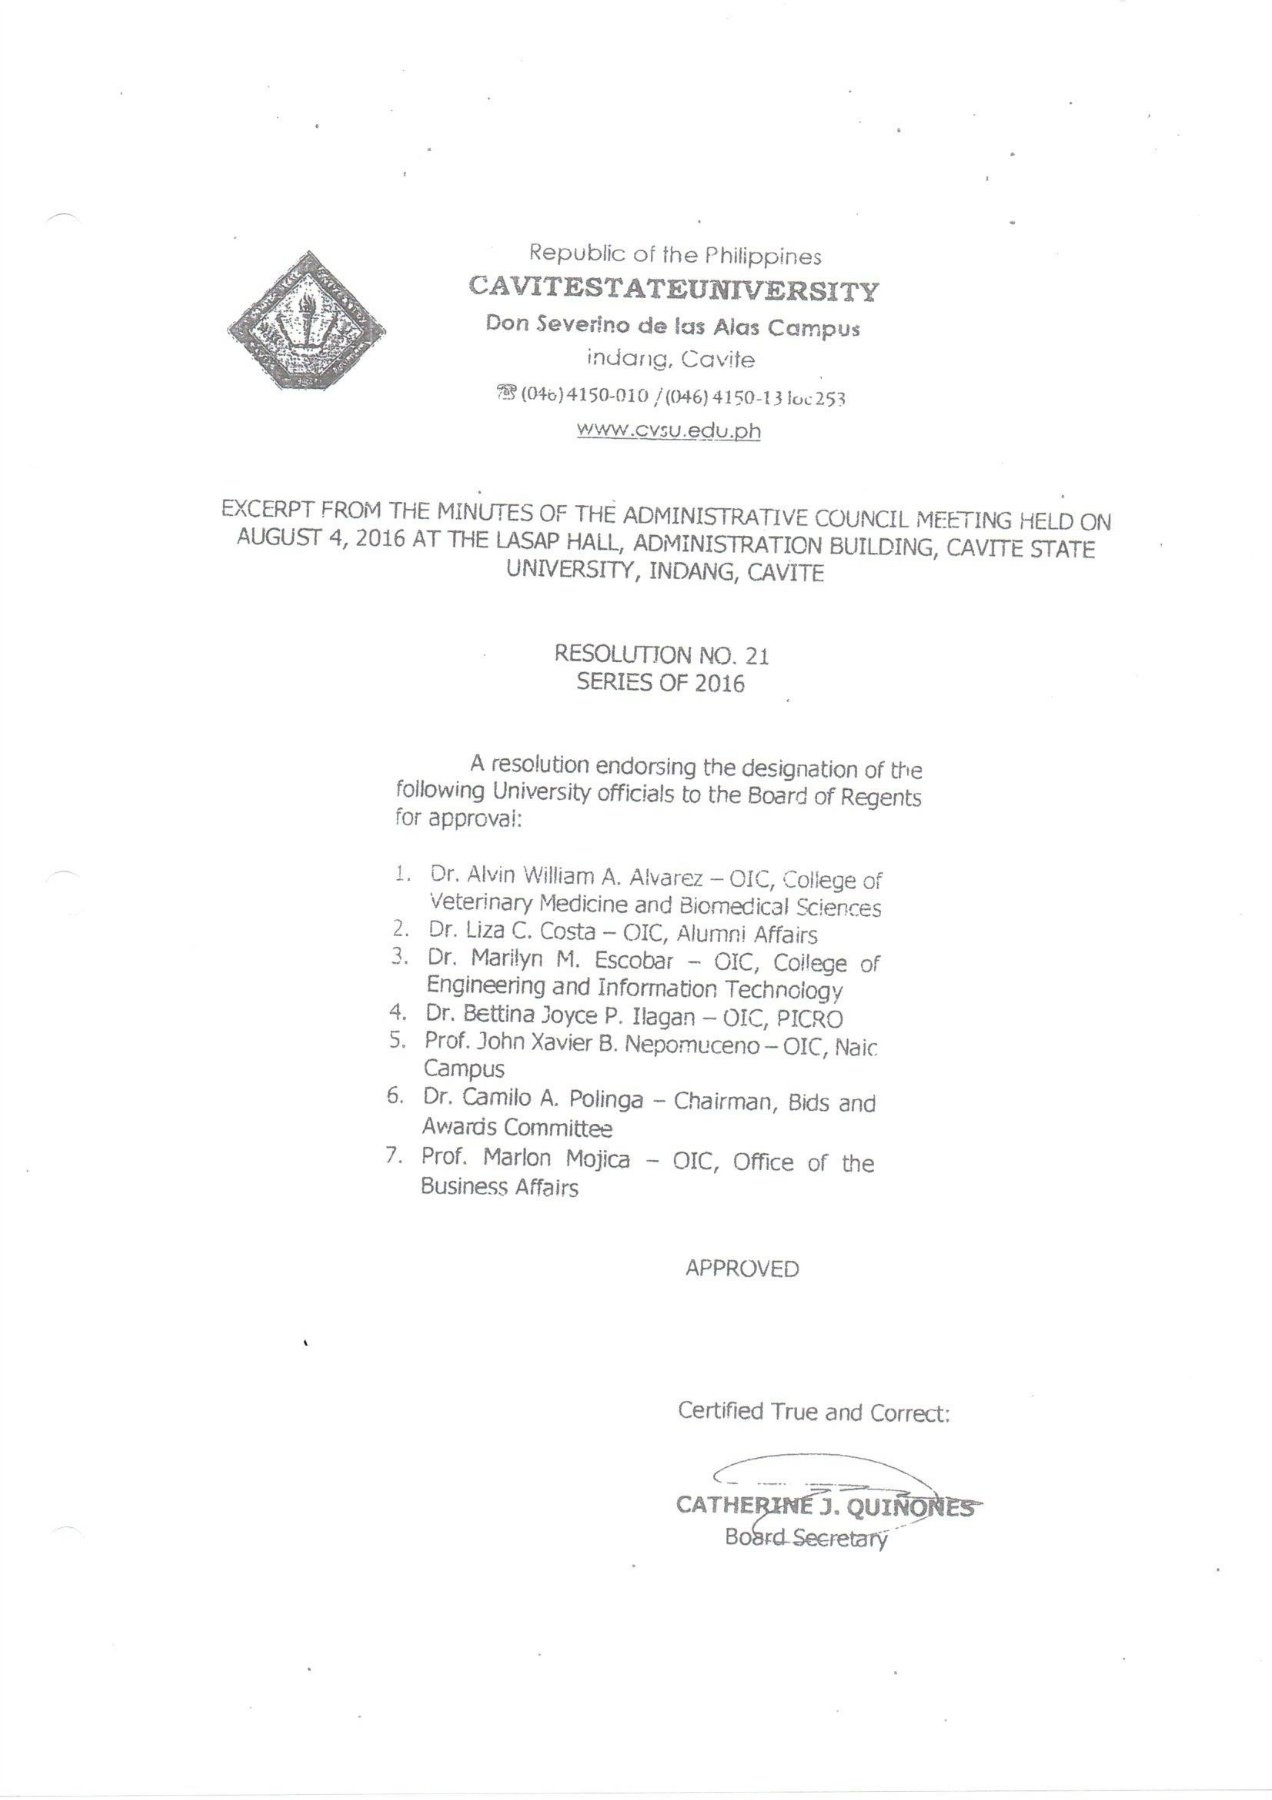 Republic of the Philippines
CAVITESTATEUNIVERSITY
Don Severino de las Alas Campus
indang, Cavite
☏ (046) 4150-010 / (046) 4150-13 loc 253
www.cvsu.edu.ph
EXCERPT FROM THE MINUTES OF THE ADMINISTRATIVE COUNCIL MEETING HELD ON
AUGUST 4, 2016 AT THE LASAP HALL, ADMINISTRATION BUILDING, CAVITE STATE
UNIVERSITY, INDANG, CAVITE
RESOLUTION NO. 21
SERIES OF 2016
A resolution endorsing the designation of the
following University officials to the Board of Regents
for approval:
1. Dr. Alvin William A. Alvarez – OIC, College of
Veterinary Medicine and Biomedical Sciences
2. Dr. Liza C. Costa – OIC, Alumni Affairs
3. Dr. Marilyn M. Escobar – OIC, College of
Engineering and Information Technology
4. Dr. Bettina Joyce P. Ilagan – OIC, PICRO
5. Prof. John Xavier B. Nepomuceno – OIC, Naic
Campus
6. Dr. Camilo A. Polinga – Chairman, Bids and
Awards Committee
7. Prof. Marlon Mojica – OIC, Office of the
Business Affairs
APPROVED
Certified True and Correct:
CATHERINE J. QUIÑONES
Board Secretary